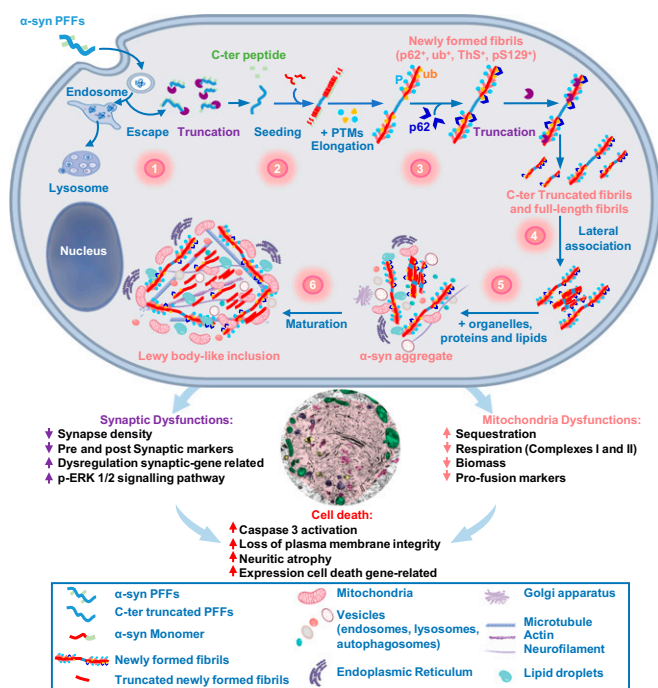 α-syn PFFs
Endosome
Lysosome
Escape
Truncation
C-ter peptide
Seeding
+ PTMs
Elongation
Newly formed fibrils
(p62⁺, ub⁺, ThS⁺, pS129⁺)
P
ub
p62
Truncation
1
2
3
C-ter Truncated fibrils
and full-length fibrils
4
Lateral
association
Nucleus
6
5
Maturation
+ organelles,
proteins and lipids
Lewy body-like inclusion
α-syn aggregate
Synaptic Dysfunctions:
Synapse density
Pre and post Synaptic markers
Dysregulation synaptic-gene related
p-ERK 1/2 signalling pathway
Mitochondria Dysfunctions:
Sequestration
Respiration (Complexes I and II)
Biomass
Pro-fusion markers
Cell death:
Caspase 3 activation
Loss of plasma membrane integrity
Neuritic atrophy
Expression cell death gene-related
α-syn PFFs
C-ter truncated PFFs
α-syn Monomer
Newly formed fibrils
Truncated newly formed fibrils
Mitochondria
Vesicles
(endosomes, lysosomes,
autophagosomes)
Endoplasmic Reticulum
Golgi apparatus
Microtubule
Actin
Neurofilament
Lipid droplets